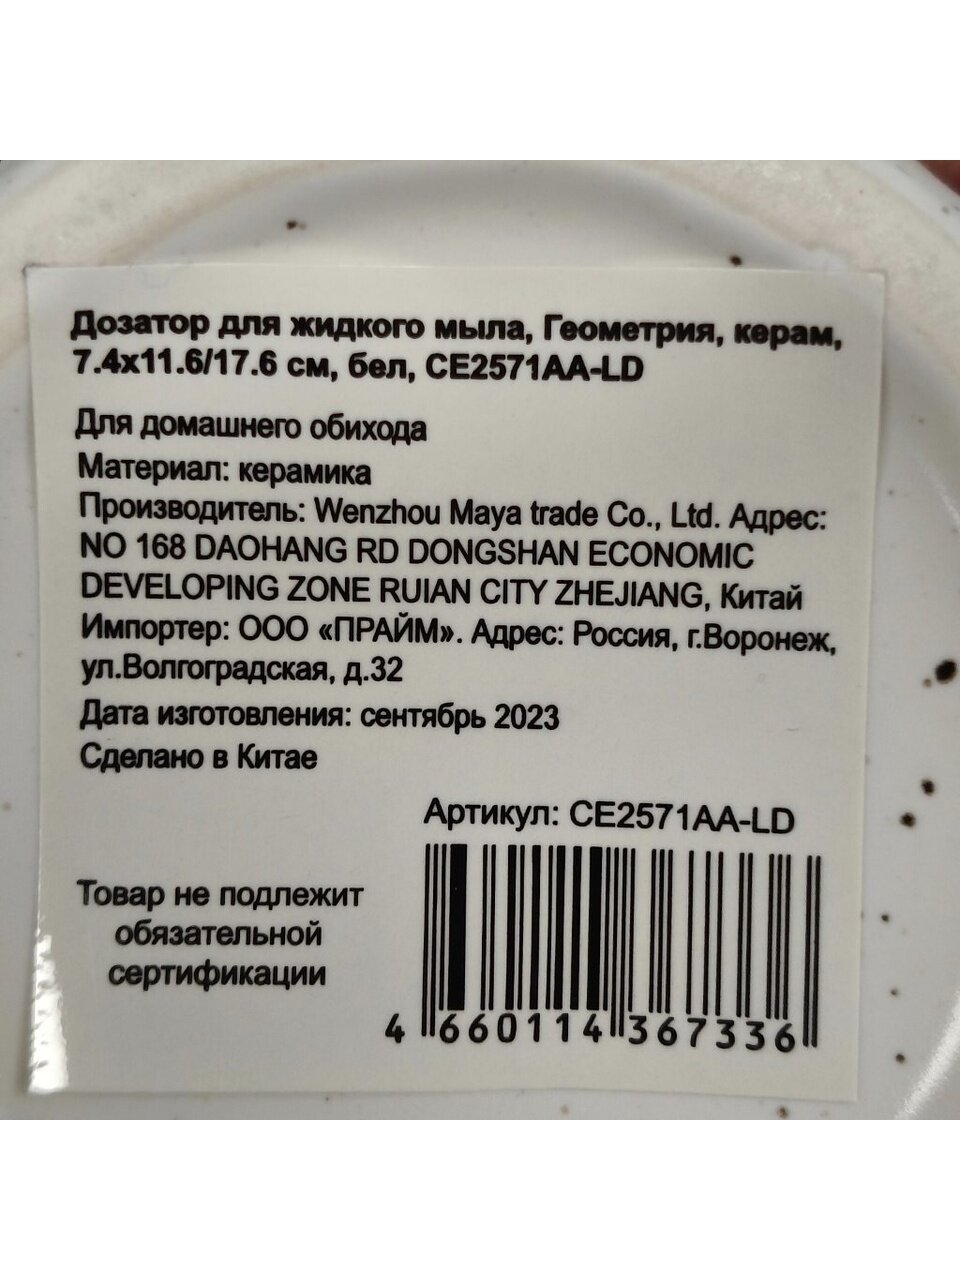 Дозатор для жидкого мыла, Геометрия, керам,
7.4x11.6/17.6 см, бел, CE2571AA-LD
Для домашнего обихода
Материал: керамика
Производитель: Wenzhou Maya trade Co., Ltd. Адрес:
NO 168 DAOHANG RD DONGSHAN ECONOMIC
DEVELOPING ZONE RUIAN CITY ZHEJIANG, Китай
Импортер: ООО «ПРАЙМ». Адрес: Россия, г.Воронеж,
ул.Волгоградская, д.32
Дата изготовления: сентябрь 2023
Сделано в Китае
Артикул: CE2571AA-LD
Товар не подлежит
обязательной
сертификации
4 660114 367336